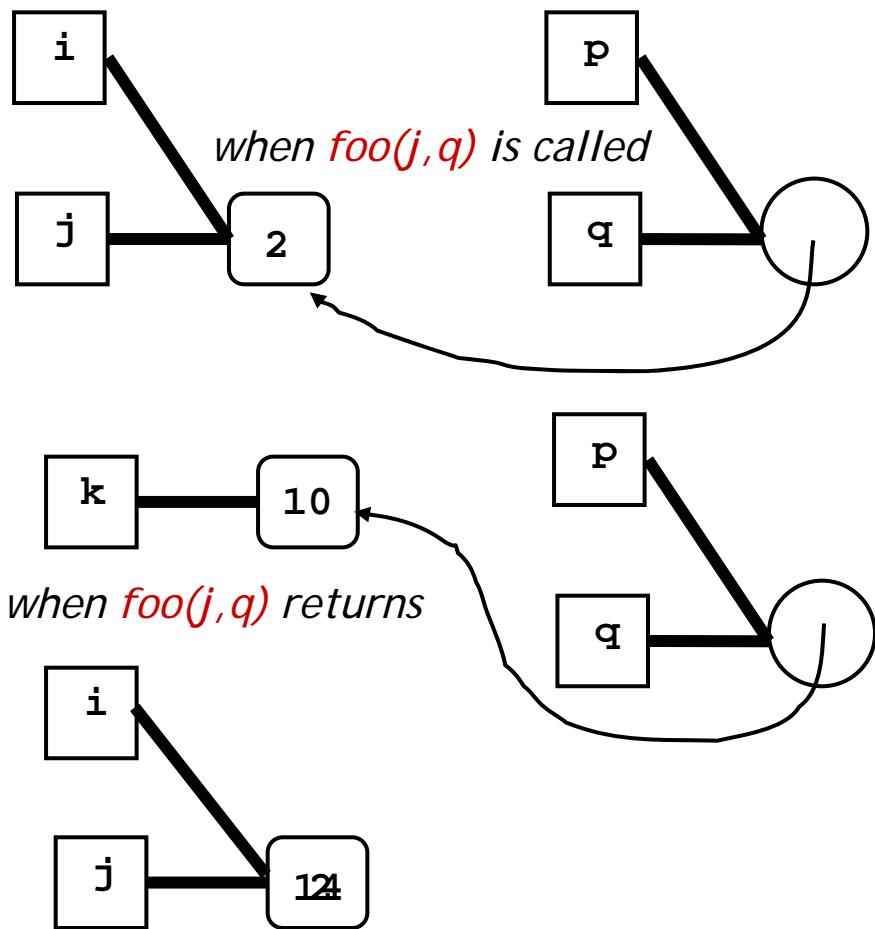 i
p
when foo(j,q) is called
j
2
q
p
k
10
when foo(j,q) returns
q
i
j